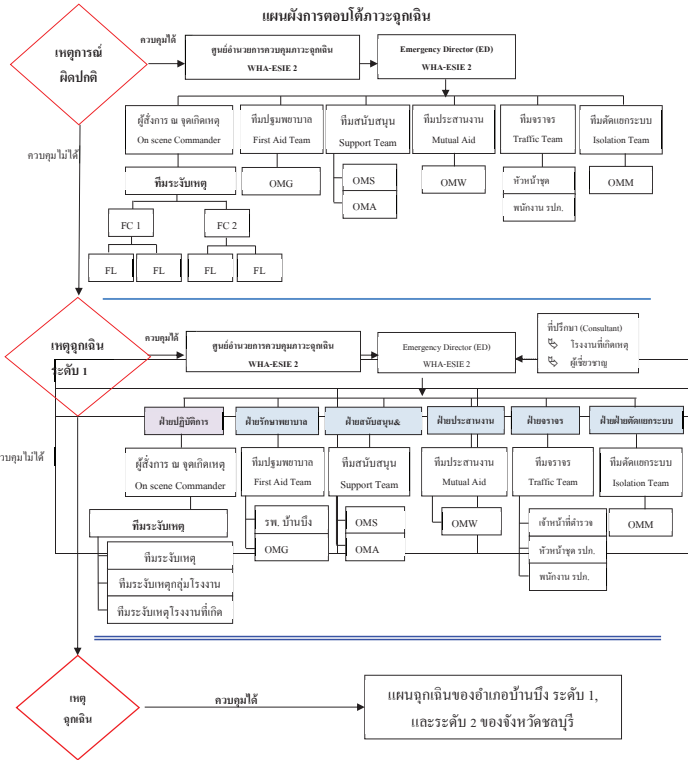 แผนผังการตอบโต้ภาวะฉุกเฉิน
เหตุการณ์
ผิดปกติ
ควบคุมได้
ศูนย์อำนวยการควบคุมภาวะฉุกเฉิน
WHA-ESIE 2
Emergency Director (ED)
WHA-ESIE 2
ผู้สั่งการ ณ จุดเกิดเหตุ
On scene Commander
ทีมปฐมพยาบาล
First Aid Team
ทีมสนับสนุน
Support Team
ทีมประสานงาน
Mutual Aid
ทีมจราจร
Traffic Team
ทีมตัดแยกระบบ
Isolation Team
ควบคุมไม่ได้
ทีมระงับเหตุ
OMG
OMS
OMA
OMW
หัวหน้าชุด
พนักงาน รปภ.
OMM
FC 1
FC 2
FL
FL
FL
FL
เหตุฉุกเฉิน
ระดับ 1
ควบคุมได้
ศูนย์อำนวยการควบคุมภาวะฉุกเฉิน
WHA-ESIE 2
Emergency Director (ED)
WHA-ESIE 2
ที่ปรึกษา (Consultant)
โรงงานที่เกิดเหตุ
ผู้เชี่ยวชาญ
ฝ่ายปฏิบัติการ
ฝ่ายรักษาพยาบาล
ฝ่ายสนับสนุน&
ฝ่ายประสานงาน
ฝ่ายจราจร
ฝ่ายฝ่ายตัดแยกระบบ
ควบคุมไม่ได้
ผู้สั่งการ ณ จุดเกิดเหตุ
On scene Commander
ทีมปฐมพยาบาล
First Aid Team
ทีมสนับสนุน
Support Team
ทีมประสานงาน
Mutual Aid
ทีมจราจร
Traffic Team
ทีมตัดแยกระบบ
Isolation Team
ทีมระงับเหตุ
ทีมระงับเหตุ
ทีมระงับเหตุกลุ่มโรงงาน
ทีมระงับเหตุโรงงานที่เกิด
รพ. บ้านบึง
OMG
OMS
OMA
OMW
เจ้าหน้าที่ตำรวจ
หัวหน้าชุด รปภ.
พนักงาน รปภ.
OMM
เหตุ
ฉุกเฉิน
ควบคุมได้
แผนฉุกเฉินของอำเภอบ้านบึง ระดับ 1,
และระดับ 2 ของจังหวัดชลบุรี